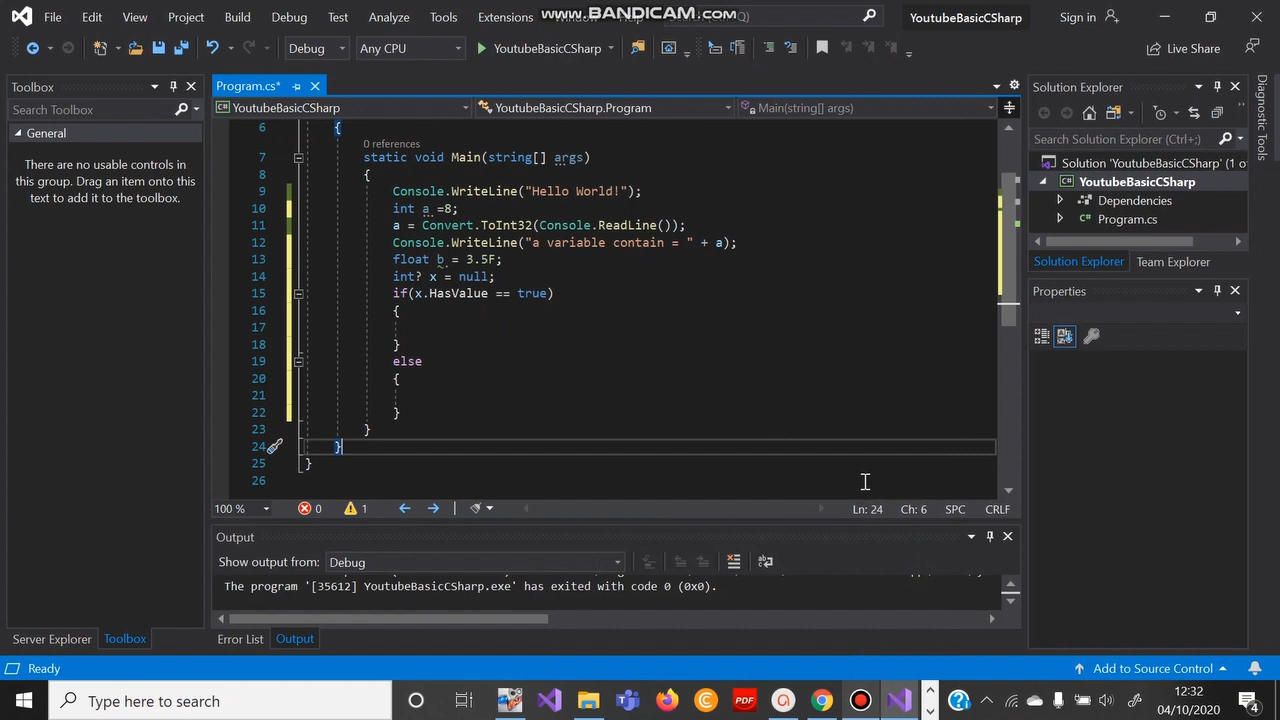 File Edit View Project Build Debug Test Analyze Tools Extensions
www.BANDICAM.com
YoutubeBasicCSharp
Sign in
Debug
Any CPU
YoutubeBasicCSharp
Live Share
Toolbox
Search Toolbox
General
There are no usable controls in
this group. Drag an item onto this
text to add it to the toolbox.
Server Explorer Toolbox
Program.cs*
YoutubeBasicCSharp
YoutubeBasicCSharp.Program
Main(string[] args)
6 {
0 references
7 static void Main(string[] args)
8 {
9 Console.WriteLine("Hello World!");
10 int a =8;
11 a = Convert.ToInt32(Console.ReadLine());
12 Console.WriteLine("a variable contain = " + a);
13 float b = 3.5F;
14 int? x = null;
15 if(x.HasValue == true)
16 {
17
18 }
19 else
20 {
21
22 }
23 }
24 }
25 }
26
100 % 0 1 Ln: 24 Ch: 6 SPC CRLF
Output
Show output from: Debug
The program '[35612] YoutubeBasicCSharp.exe' has exited with code 0 (0x0).
Error List Output
Solution Explorer
Search Solution Explorer (Ctrl+;)
Solution 'YoutubeBasicCSharp' (1 of
YoutubeBasicCSharp
Dependencies
Program.cs
Solution Explorer Team Explorer
Properties
Diagnostic Tools
Ready
Add to Source Control
Type here to search
PDF
12:32
04/10/2020
4